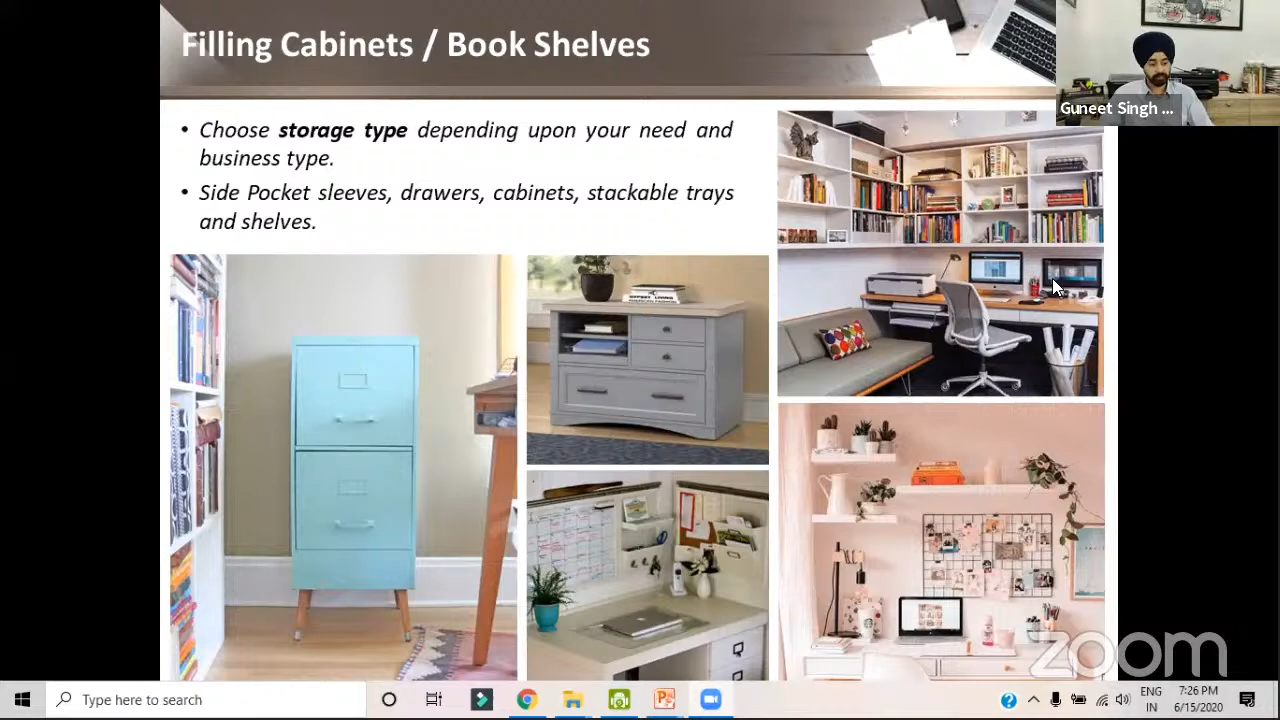 Filling Cabinets / Book Shelves
Guneet Singh ...
• Choose storage type depending upon your need and
business type.
• Side Pocket sleeves, drawers, cabinets, stackable trays
and shelves.
zoom
Type here to search
ENG
IN
7:26 PM
6/15/2020